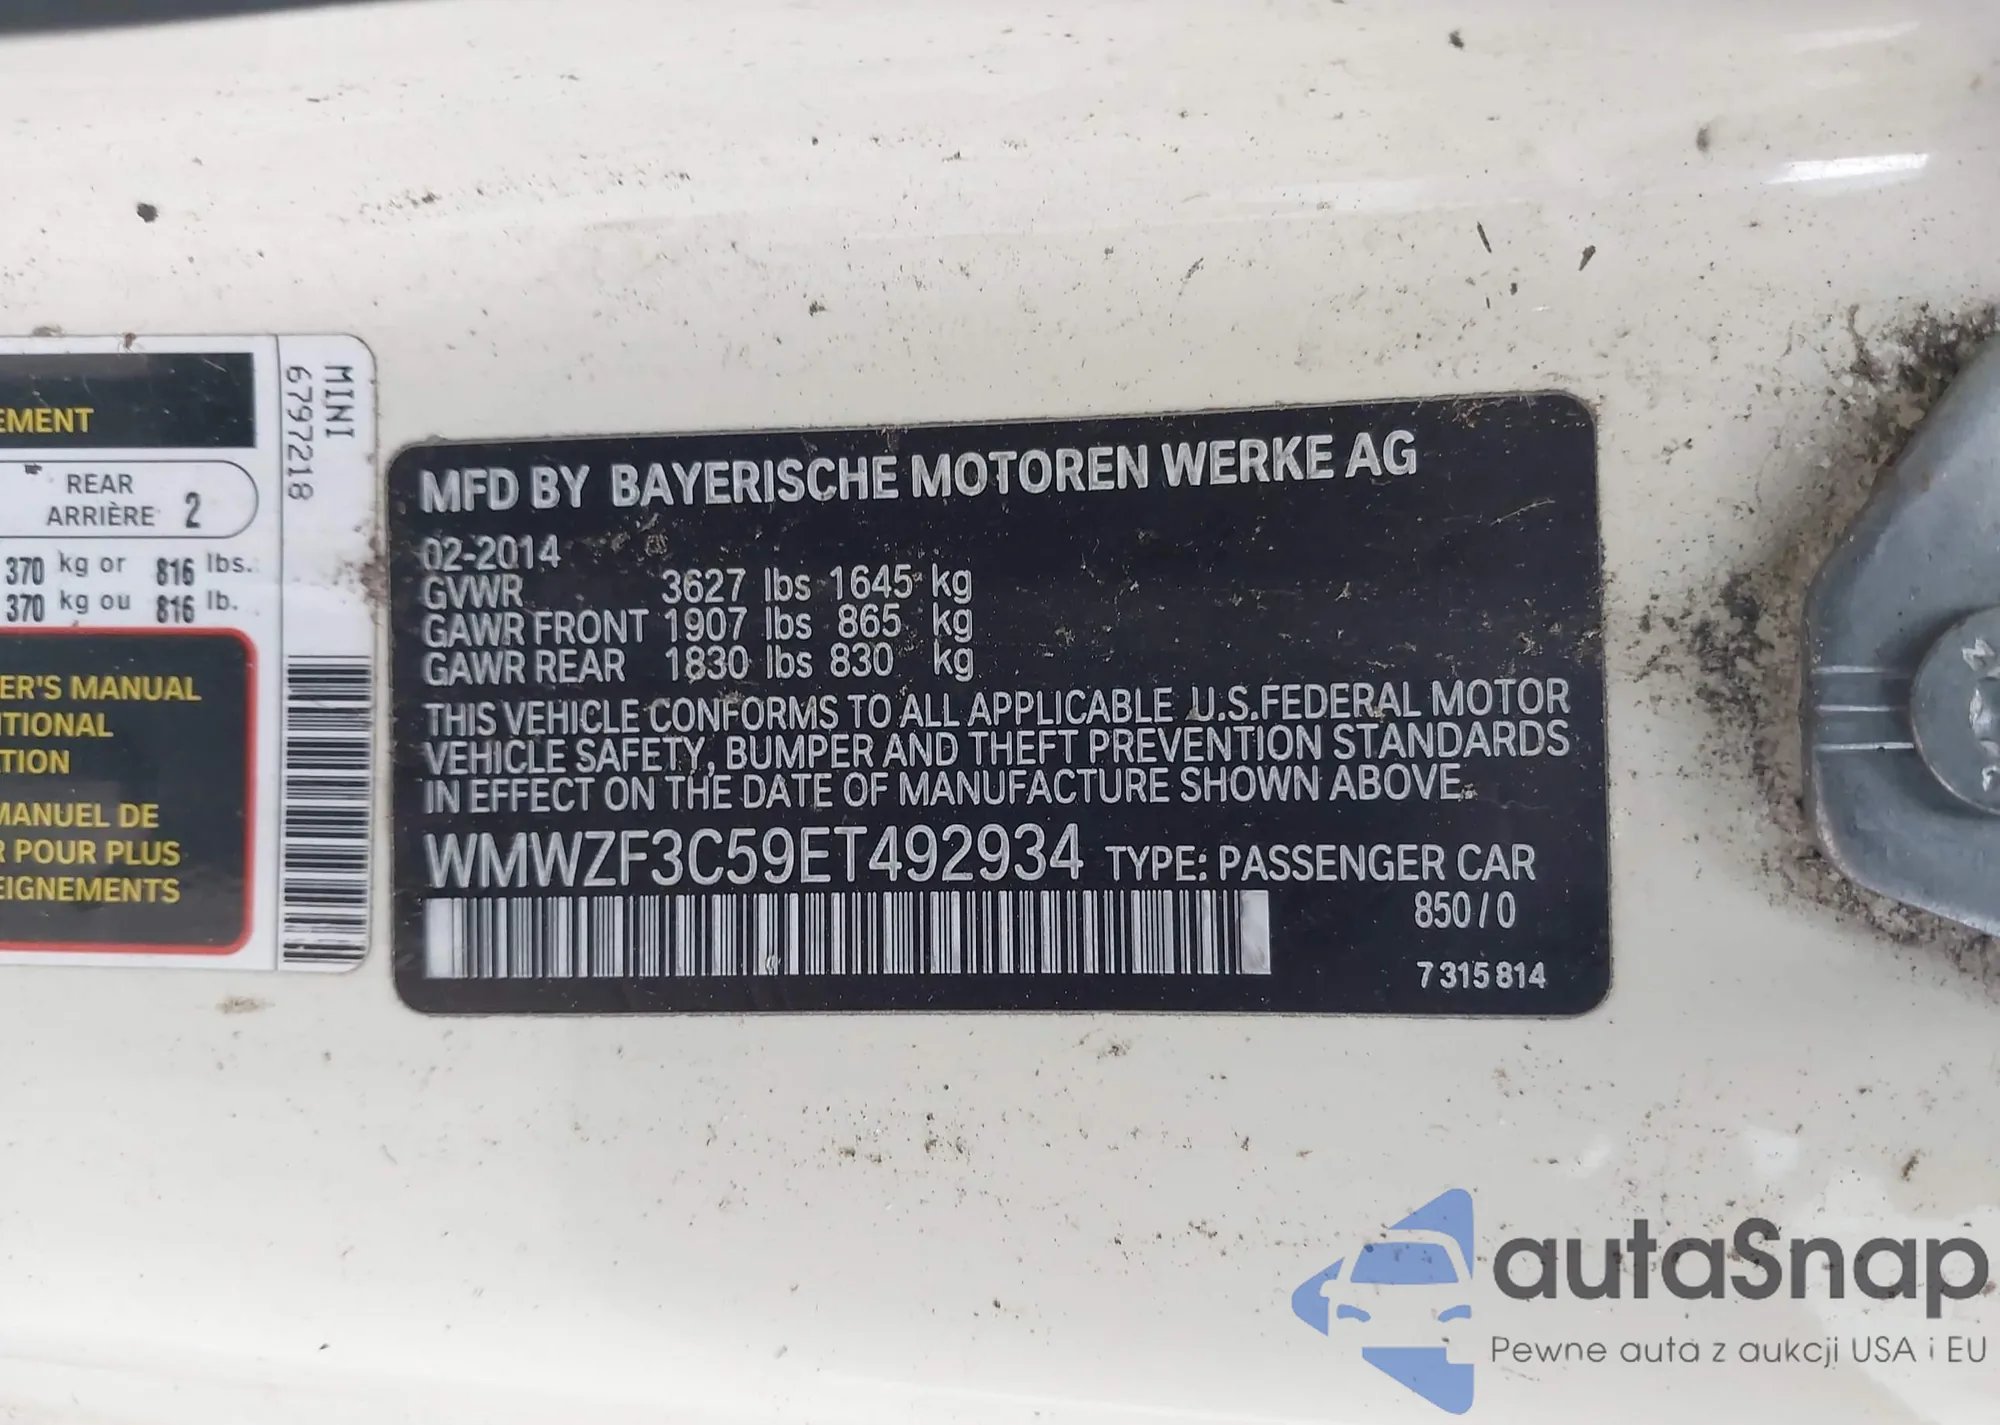 EMENT
REAR
ARRIÈRE 2
370 kg or 816 lbs.
370 kg ou 816 lb.
ER'S MANUAL
ITIONAL
TION
MANUEL DE
R POUR PLUS
EIGNEMENTS
MINI
6797218
MFD BY BAYERISCHE MOTOREN WERKE AG
02-2014
GVWR 3627 lbs 1645 kg
GAWR FRONT 1907 lbs 865 kg
GAWR REAR 1830 lbs 830 kg
THIS VEHICLE CONFORMS TO ALL APPLICABLE U.S.FEDERAL MOTOR
VEHICLE SAFETY, BUMPER AND THEFT PREVENTION STANDARDS
IN EFFECT ON THE DATE OF MANUFACTURE SHOWN ABOVE.
WMWZF3C59ET492934 TYPE: PASSENGER CAR
850/0
7 315 814
autaSnap
Pewne auta z aukcji USA i EU